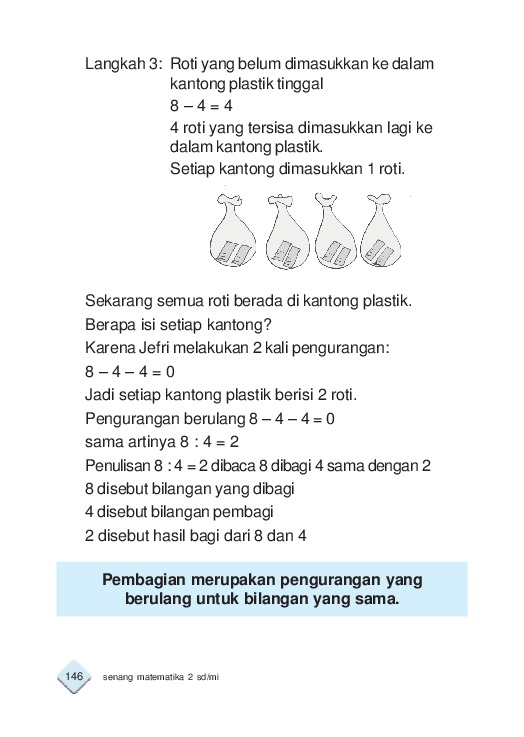 Langkah 3: Roti yang belum dimasukkan ke dalam
kantong plastik tinggal
8 – 4 = 4
4 roti yang tersisa dimasukkan lagi ke
dalam kantong plastik.
Setiap kantong dimasukkan 1 roti.
Sekarang semua roti berada di kantong plastik.
Berapa isi setiap kantong?
Karena Jefri melakukan 2 kali pengurangan:
8 – 4 – 4 = 0
Jadi setiap kantong plastik berisi 2 roti.
Pengurangan berulang 8 – 4 – 4 = 0
sama artinya 8 : 4 = 2
Penulisan 8 : 4 = 2 dibaca 8 dibagi 4 sama dengan 2
8 disebut bilangan yang dibagi
4 disebut bilangan pembagi
2 disebut hasil bagi dari 8 dan 4
Pembagian merupakan pengurangan yang
berulang untuk bilangan yang sama.
146 senang matematika 2 sd/mi